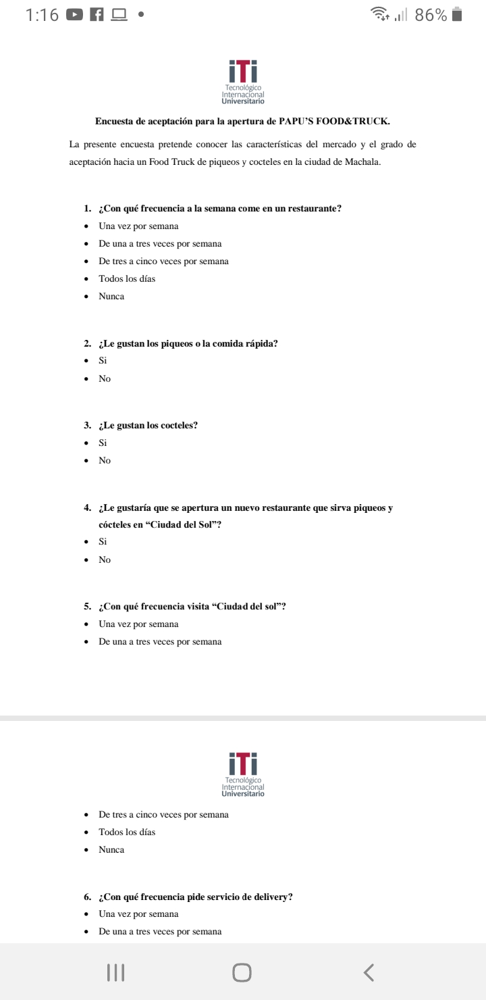 1:16
86%
iTi
Tecnológico
Internacional
Universitario
Encuesta de aceptación para la apertura de PAPU'S FOOD&TRUCK.
La presente encuesta pretende conocer las características del mercado y el grado de
aceptación hacia un Food Truck de piqueos y cocteles en la ciudad de Machala.
1. ¿Con qué frecuencia a la semana come en un restaurante?
• Una vez por semana
• De una a tres veces por semana
• De tres a cinco veces por semana
• Todos los días
• Nunca
2. ¿Le gustan los piqueos o la comida rápida?
• Si
• No
3. ¿Le gustan los cocteles?
• Si
• No
4. ¿Le gustaría que se apertura un nuevo restaurante que sirva piqueos y
cócteles en “Ciudad del Sol”?
• Si
• No
5. ¿Con qué frecuencia visita “Ciudad del sol”?
• Una vez por semana
• De una a tres veces por semana
iTi
Tecnológico
Internacional
Universitario
• De tres a cinco veces por semana
• Todos los días
• Nunca
6. ¿Con qué frecuencia pide servicio de delivery?
• Una vez por semana
• De una a tres veces por semana